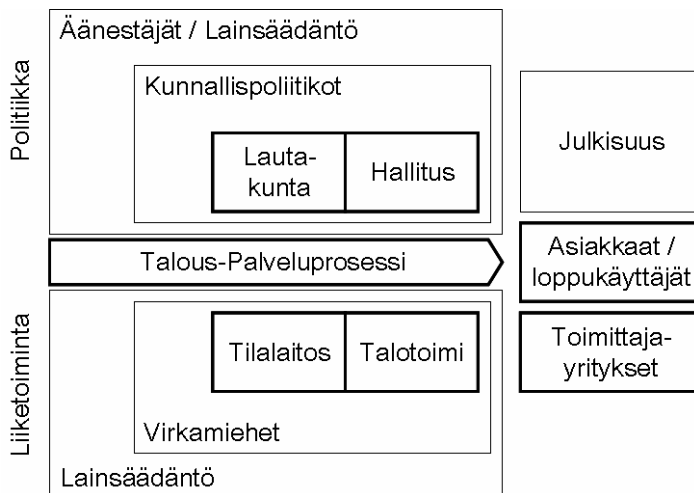 Politiikka
Äänestäjät / Lainsäädäntö
Kunnallispoliitikot
Lauta-
kunta
Hallitus
Julkisuus
Talous-Palveluprosessi
Asiakkaat /
loppukäyttäjät
Liiketoiminta
Tilalaitos
Talotoimi
Toimittaja-
yritykset
Virkamiehet
Lainsäädäntö